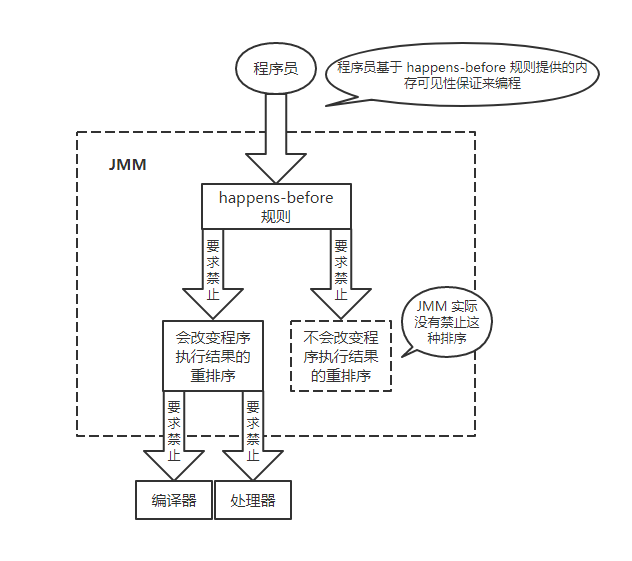 程序员
程序员基于 happens-before 规则提供的内
存可见性保证来编程
JMM
happens-before
规则
要求禁止
要求禁止
会改变程序
执行结果的
重排序
不会改变程
序执行结果
的重排序
JMM 实际
没有禁止这
种排序
要求禁止
要求禁止
编译器
处理器